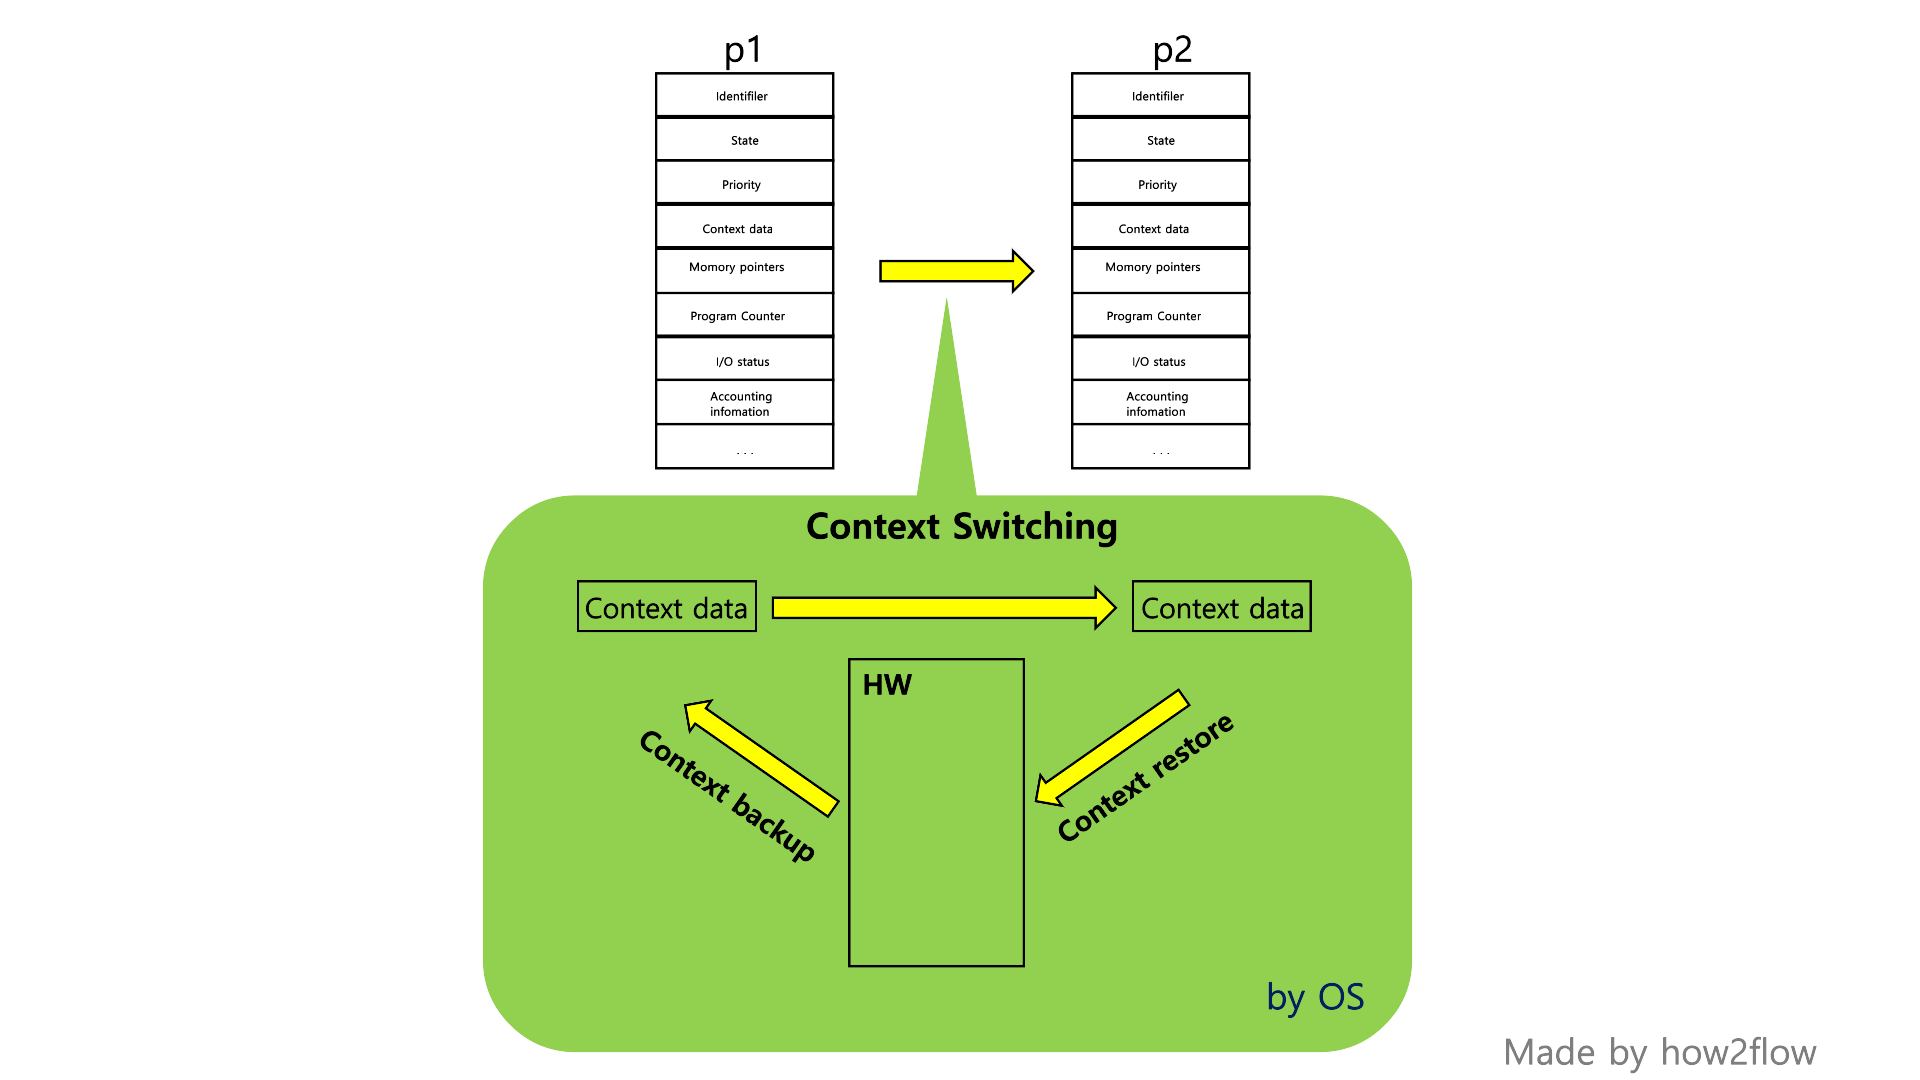 p1
Identifiler
State
Priority
Context data
Momory pointers
Program Counter
I/O status
Accounting
infomation
...
p2
Identifiler
State
Priority
Context data
Momory pointers
Program Counter
I/O status
Accounting
infomation
...
Context Switching
Context data
Context data
HW
Context backup
Context restore
by OS
Made by how2flow